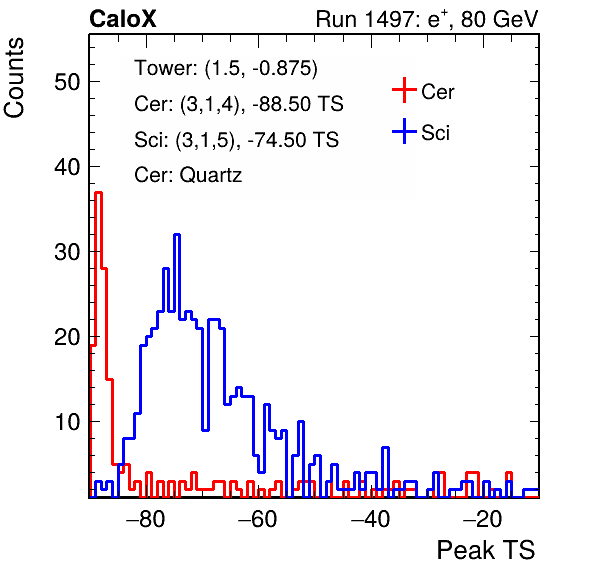 CaloX Run 1497: e⁺, 80 GeV
Counts
Tower: (1.5, -0.875)
Cer: (3,1,4), -88.50 TS
Sci: (3,1,5), -74.50 TS
Cer: Quartz
Cer
Sci
50
40
30
20
10
−80 −60 −40 −20
Peak TS